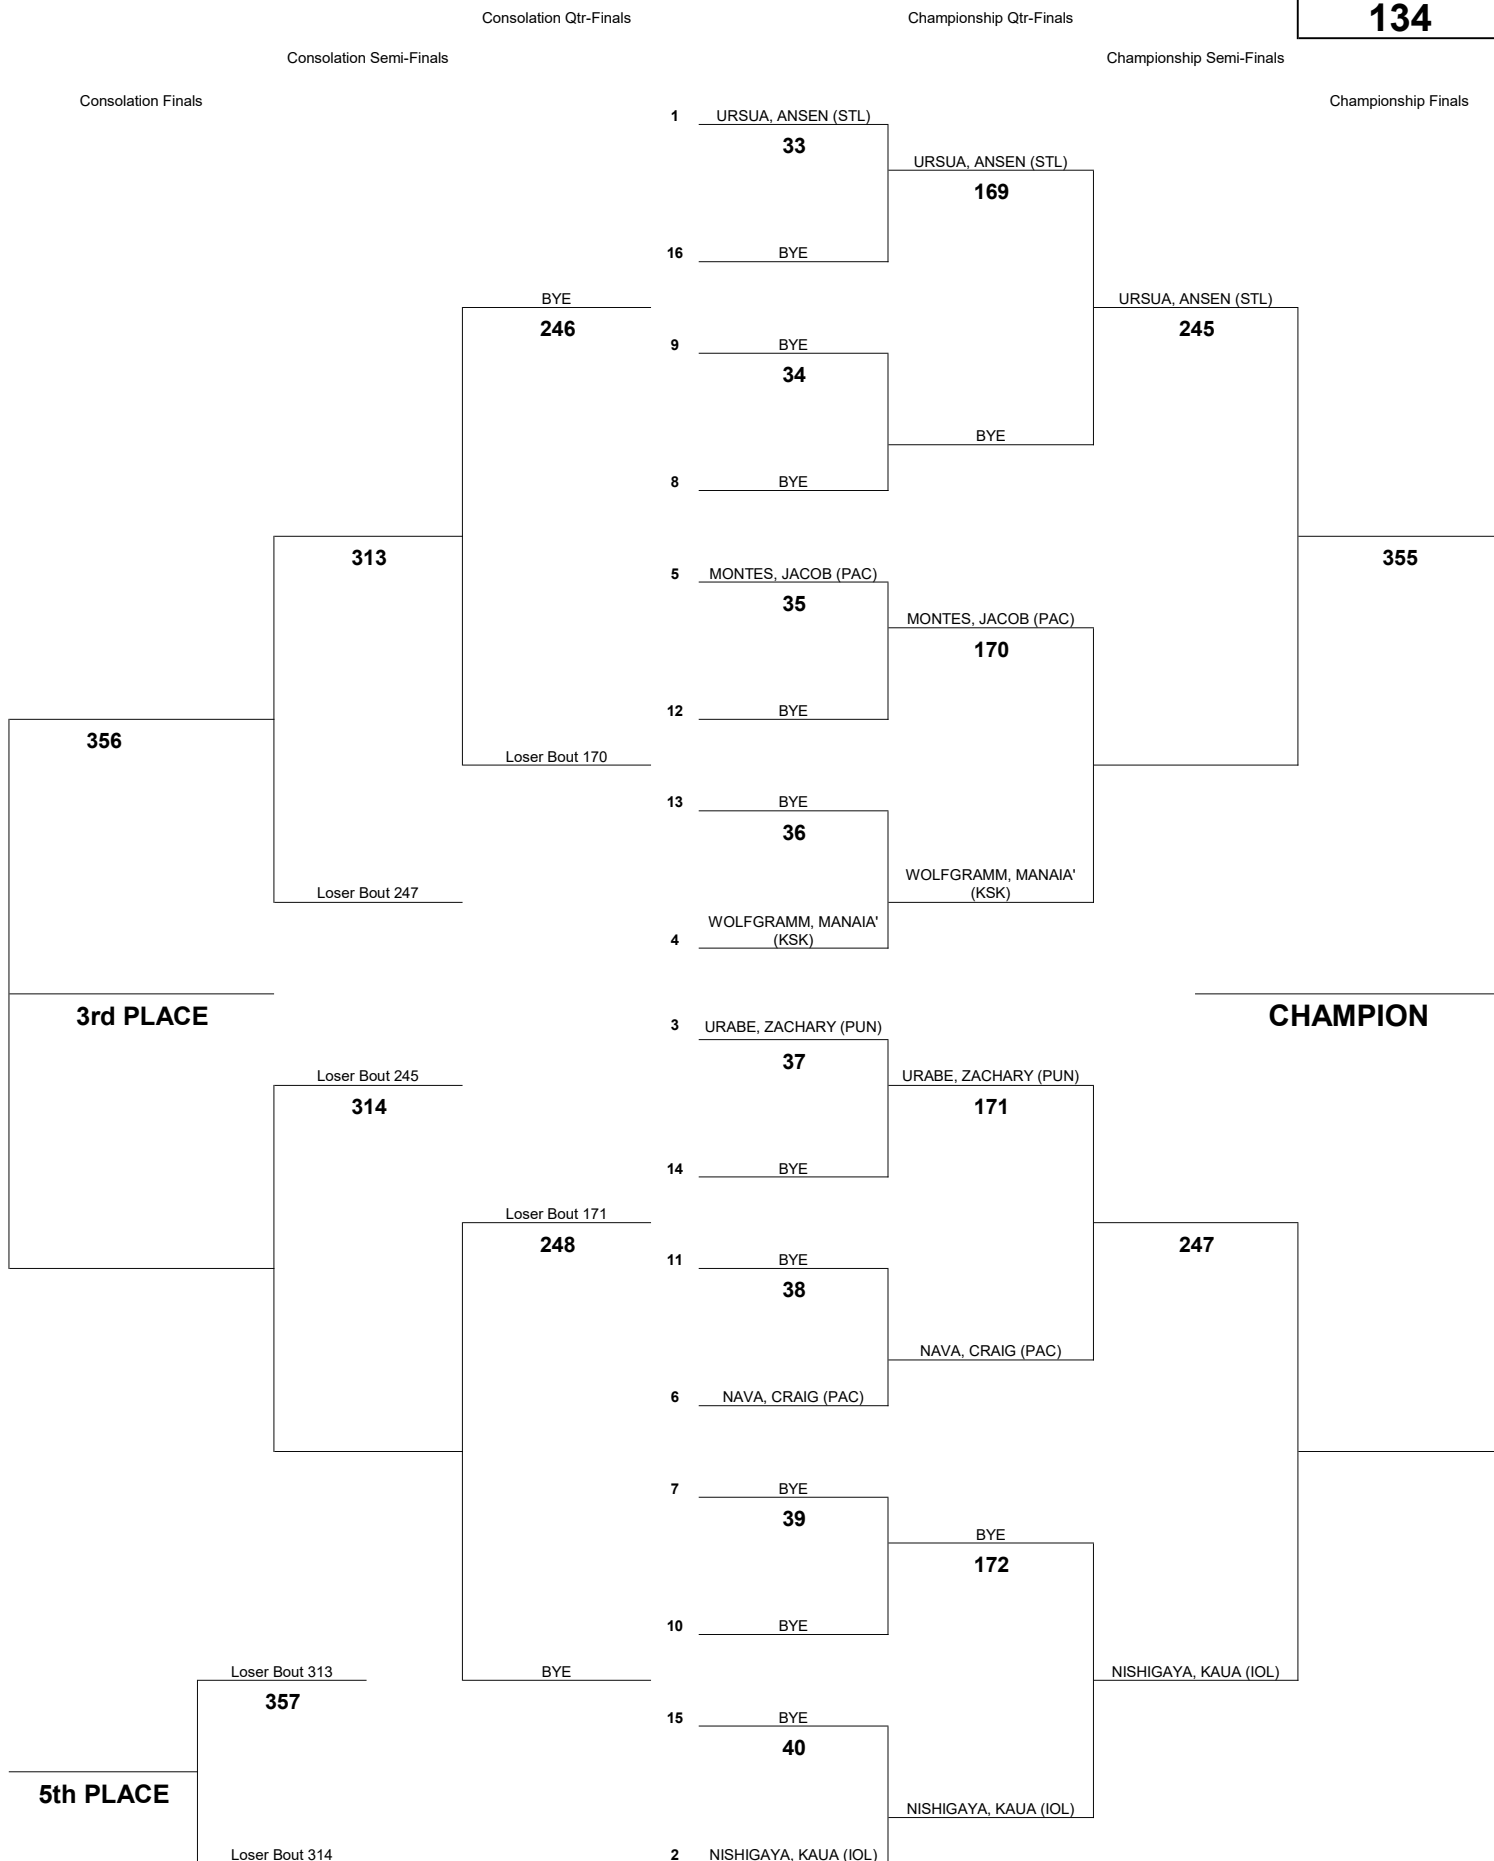 Consolation Qtr-Finals
Championship Qtr-Finals
134
Consolation Semi-Finals
Championship Semi-Finals
Consolation Finals
Championship Finals
1 URSUA, ANSEN (STL)
33
URSUA, ANSEN (STL)
169
16 BYE
BYE
246
URSUA, ANSEN (STL)
245
9 BYE
34
BYE
8 BYE
313
355
5 MONTES, JACOB (PAC)
35
MONTES, JACOB (PAC)
170
12 BYE
356
Loser Bout 170
13 BYE
36
WOLFGRAMM, MANAIA'
(KSK)
Loser Bout 247
WOLFGRAMM, MANAIA'
4 (KSK)
3rd PLACE
CHAMPION
3 URABE, ZACHARY (PUN)
37
Loser Bout 245
314
URABE, ZACHARY (PUN)
171
14 BYE
Loser Bout 171
248
247
11 BYE
38
NAVA, CRAIG (PAC)
6 NAVA, CRAIG (PAC)
7 BYE
39
BYE
172
10 BYE
Loser Bout 313
357
BYE
NISHIGAYA, KAUA (IOL)
15 BYE
40
5th PLACE
NISHIGAYA, KAUA (IOL)
Loser Bout 314
2 NISHIGAYA, KAUA (IOL)